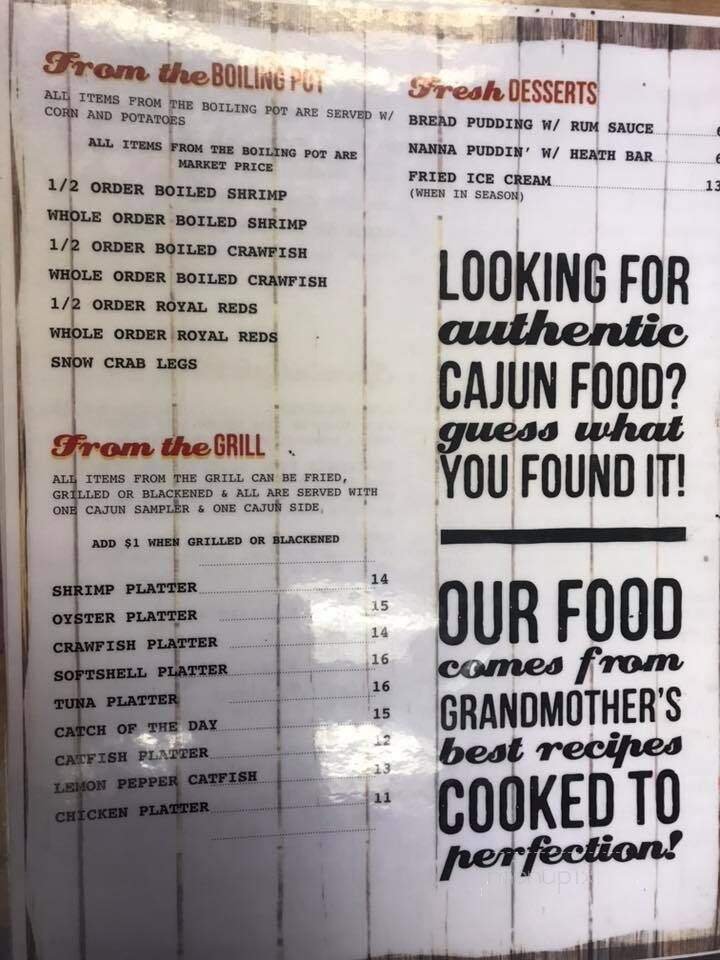 From the BOILING POT
ALL ITEMS FROM THE BOILING POT ARE SERVED W/
CORN AND POTATOES
ALL ITEMS FROM THE BOILING POT ARE
MARKET PRICE
1/2 ORDER BOILED SHRIMP
WHOLE ORDER BOILED SHRIMP
1/2 ORDER BOILED CRAWFISH
WHOLE ORDER BOILED CRAWFISH
1/2 ORDER ROYAL REDS
WHOLE ORDER ROYAL REDS
SNOW CRAB LEGS
From the GRILL
ALL ITEMS FROM THE GRILL CAN BE FRIED,
GRILLED OR BLACKENED & ALL ARE SERVED WITH
ONE CAJUN SAMPLER & ONE CAJUN SIDE
ADD $1 WHEN GRILLED OR BLACKENED
SHRIMP PLATTER 14
OYSTER PLATTER 15
CRAWFISH PLATTER 14
SOFTSHELL PLATTER 16
TUNA PLATTER 16
CATCH OF THE DAY 15
CATFISH PLATTER 12
LEMON PEPPER CATFISH 13
CHICKEN PLATTER 11
Fresh DESSERTS
BREAD PUDDING W/ RUM SAUCE
NANNA PUDDIN' W/ HEATH BAR
FRIED ICE CREAM 13
(WHEN IN SEASON)
LOOKING FOR
authentic
CAJUN FOOD?
guess what
YOU FOUND IT!
OUR FOOD
comes from
GRANDMOTHER'S
best recipes
COOKED TO
perfection!